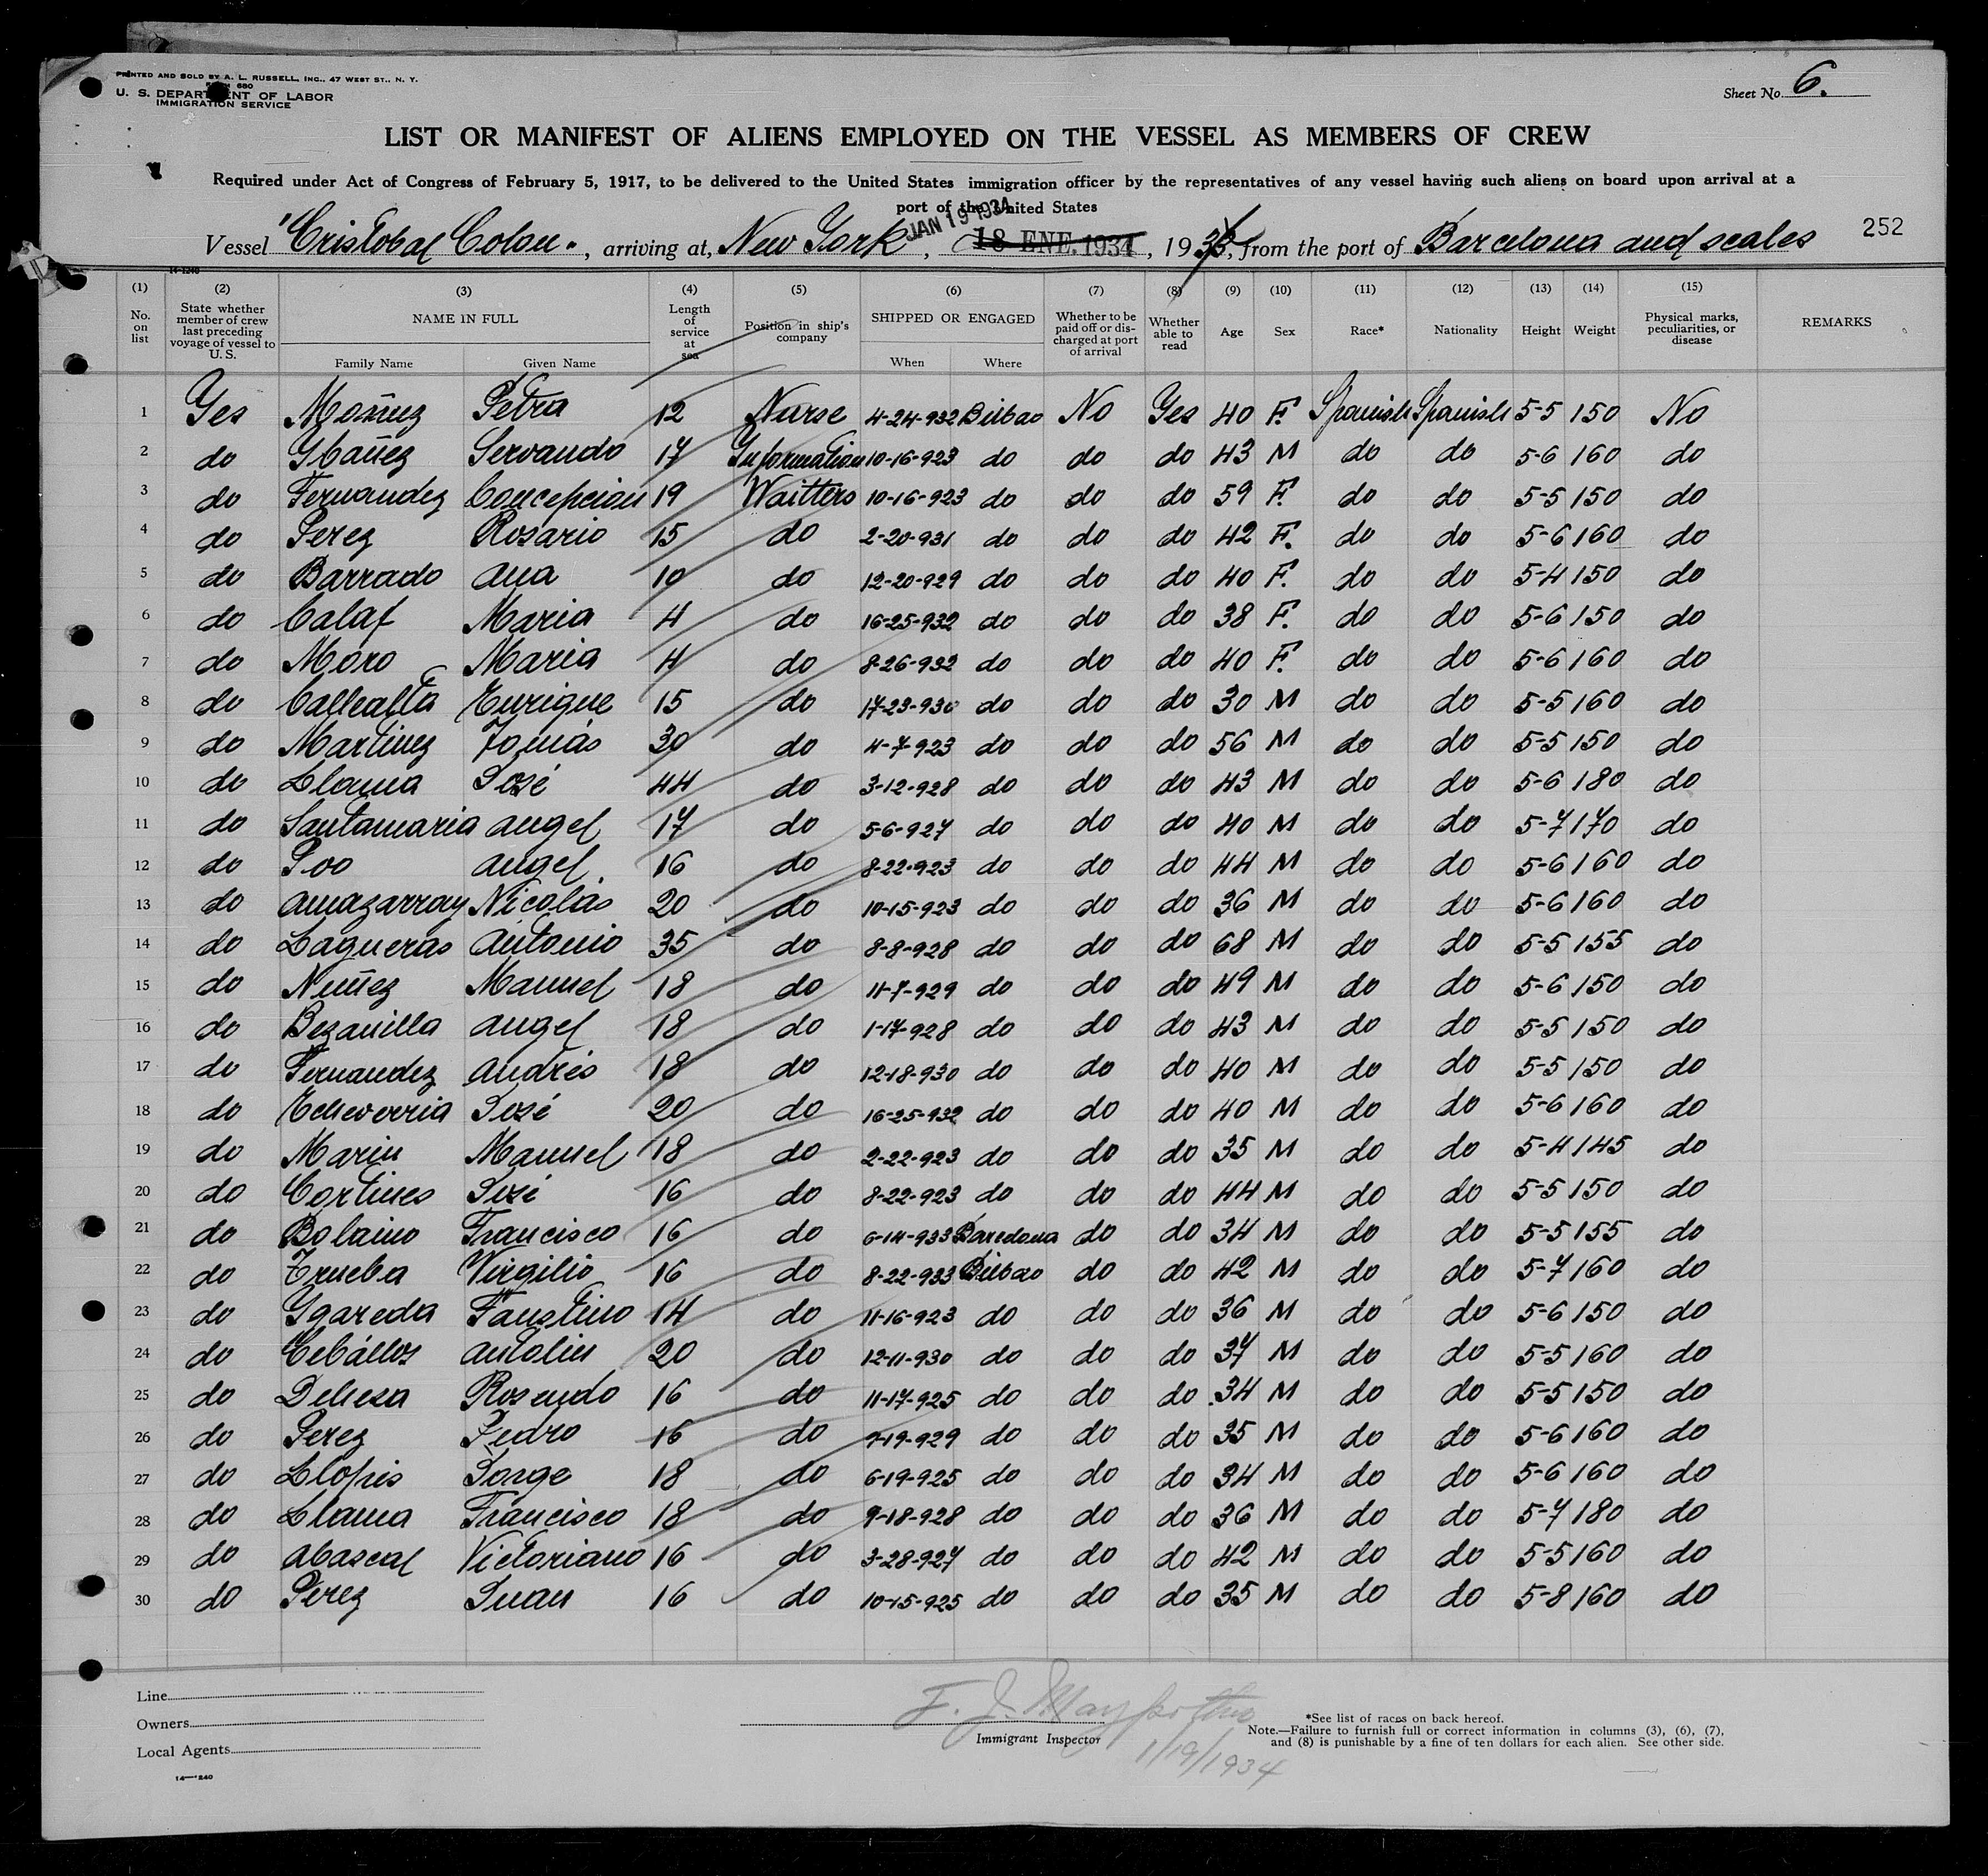 PRINTED AND SOLD BY A. L. RUSSELL, INC., 47 WEST ST., N. Y.
U. S. DEPARTMENT OF LABOR
IMMIGRATION SERVICE
Sheet No. 6.
LIST OR MANIFEST OF ALIENS EMPLOYED ON THE VESSEL AS MEMBERS OF CREW
Required under Act of Congress of February 5, 1917, to be delivered to the United States immigration officer by the representatives of any vessel having such aliens on board upon arrival at a
port of the United States
JAN 19 1934
Vessel "Cristobal Colon", arriving at, New York, 18 ENE. 1934, 1933, from the port of Barcelona and scales 252
14-1240
(1) (2) (3) (4) (5) (6) (7) (8) (9) (10) (11) (12) (13) (14) (15)
No. on list State whether member of crew last preceding voyage of vessel to U. S. NAME IN FULL Family Name Given Name Length of service at sea Position in ship's company SHIPPED OR ENGAGED When Where Whether to be paid off or discharged at port of arrival Whether able to read Age Sex Race* Nationality Height Weight Physical marks, peculiarities, or disease REMARKS
1 Yes Petra 12 Nurse 4-24-932 Bilbao No Yes 40 F. Spanish Spanish 5-5 150 No
2 do Ybañez Servando 17 Information 10-16-923 do do do 43 M do do 5-6 160 do
3 do Fernandez Concepcion 19 Waitters 10-16-923 do do do 59 F. do do 5-5 150 do
4 do Perez Rosario 15 do 2-20-931 do do do 42 F. do do 5-6 160 do
5 do Barrado Ana 10 do 12-20-929 do do do 40 F. do do 5-4 150 do
6 do Calaf Maria 4 do 16-25-932 do do do 38 F. do do 5-6 150 do
7 do Moro Maria 4 do 8-26-932 do do do 40 F. do do 5-6 160 do
8 do Callealta Enrique 15 do 17-23-930 do do do 30 M do do 5-5 160 do
9 do Martinez Tomás 30 do 4-7-923 do do do 56 M do do 5-5 150 do
10 do Llama José 44 do 3-12-928 do do do 43 M do do 5-6 180 do
11 do Santamaria Angel 17 do 5-6-927 do do do 40 M do do 5-7 170 do
12 do Poo Angel 16 do 8-22-923 do do do 44 M do do 5-6 160 do
13 do Amazarray Nicolás 20 do 10-15-923 do do do 36 M do do 5-6 160 do
14 do Lagueras Antonio 35 do 8-8-928 do do do 68 M do do 5-5 155 do
15 do Nuñez Manuel 18 do 11-7-929 do do do 49 M do do 5-6 150 do
16 do Bezanilla Angel 18 do 1-17-928 do do do 43 M do do 5-5 150 do
17 do Fernandez Andrés 18 do 12-18-930 do do do 40 M do do 5-5 150 do
18 do Echeverria José 20 do 16-25-932 do do do 40 M do do 5-6 160 do
19 do Marin Manuel 18 do 2-22-923 do do do 35 M do do 5-4 145 do
20 do Cortines José 16 do 8-22-923 do do do 44 M do do 5-5 150 do
21 do Bolaino Francisco 16 do 6-14-933 Barcelona do do 34 M do do 5-5 155 do
22 do Trueba Virgilio 16 do 8-22-933 Bilbao do do 42 M do do 5-7 160 do
23 do Ygareda Faustino 14 do 11-16-923 do do do 36 M do do 5-6 150 do
24 do Cebállos Antolin 20 do 12-11-930 do do do 37 M do do 5-5 160 do
25 do Dehesa Rosendo 16 do 11-17-925 do do do 34 M do do 5-5 150 do
26 do Perez Pedro 16 do do do do 35 M do do 5-6 160 do
27 do Llopis Jorge 18 do 6-19-925 do do do 34 M do do 5-6 160 do
28 do Llama Francisco 18 do 9-18-928 do do do 36 M do do 5-7 180 do
29 do Abascal Victoriano 16 do 3-28-927 do do do 42 M do do 5-5 160 do
30 do Perez Juan 16 do 10-15-925 do do do 35 M do do 5-8 160 do
Line
Owners
Local Agents
14—1240
F. J.
Immigrant Inspector
1/19/1934
*See list of races on back hereof.
Note.—Failure to furnish full or correct information in columns (3), (6), (7),
and (8) is punishable by a fine of ten dollars for each alien. See other side.